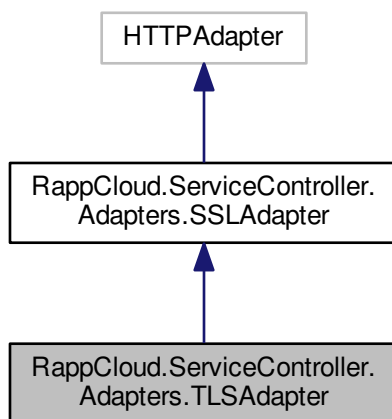 HTTPAdapter
RappCloud.ServiceController.
Adapters.SSLAdapter
RappCloud.ServiceController.
Adapters.TLSAdapter